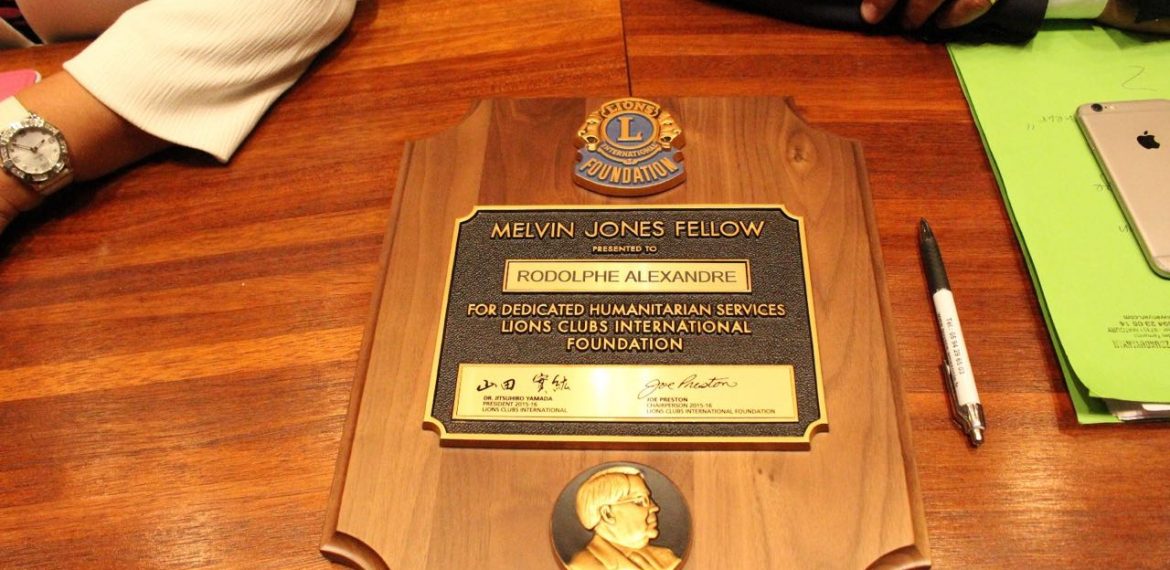 LIONS
L
INTERNATIONAL
FOUNDATION
MELVIN JONES FELLOW
PRESENTED TO
RODOLPHE ALEXANDRE
FOR DEDICATED HUMANITARIAN SERVICES
LIONS CLUBS INTERNATIONAL
FOUNDATION
山田 實紘
DR. JITSUHIRO YAMADA
PRESIDENT 2015-16
LIONS CLUBS INTERNATIONAL
Joe Preston
JOE PRESTON
CHAIRPERSON 2015-16
LIONS CLUBS INTERNATIONAL FOUNDATION